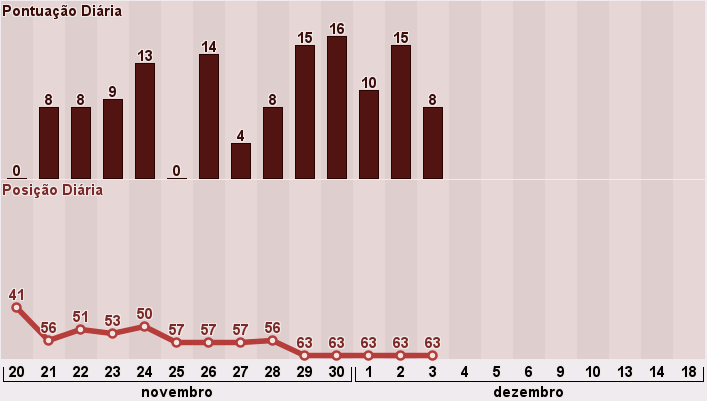 Pontuação Diária
0 8 8 9 13 0 14 4 8 15 16 10 15 8
Posição Diária
41 56 51 53 50 57 57 57 56 63 63 63 63 63
20 21 22 23 24 25 26 27 28 29 30 1 2 3 4 5 6 9 10 13 14 18
novembro dezembro